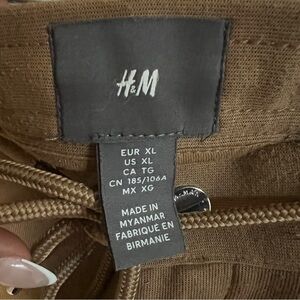 H&M
EUR XL
US XL
CA TG
CN 185/106A
MX XG
MADE IN
MYANMAR
FABRIQUÉ EN
BIRMANIE